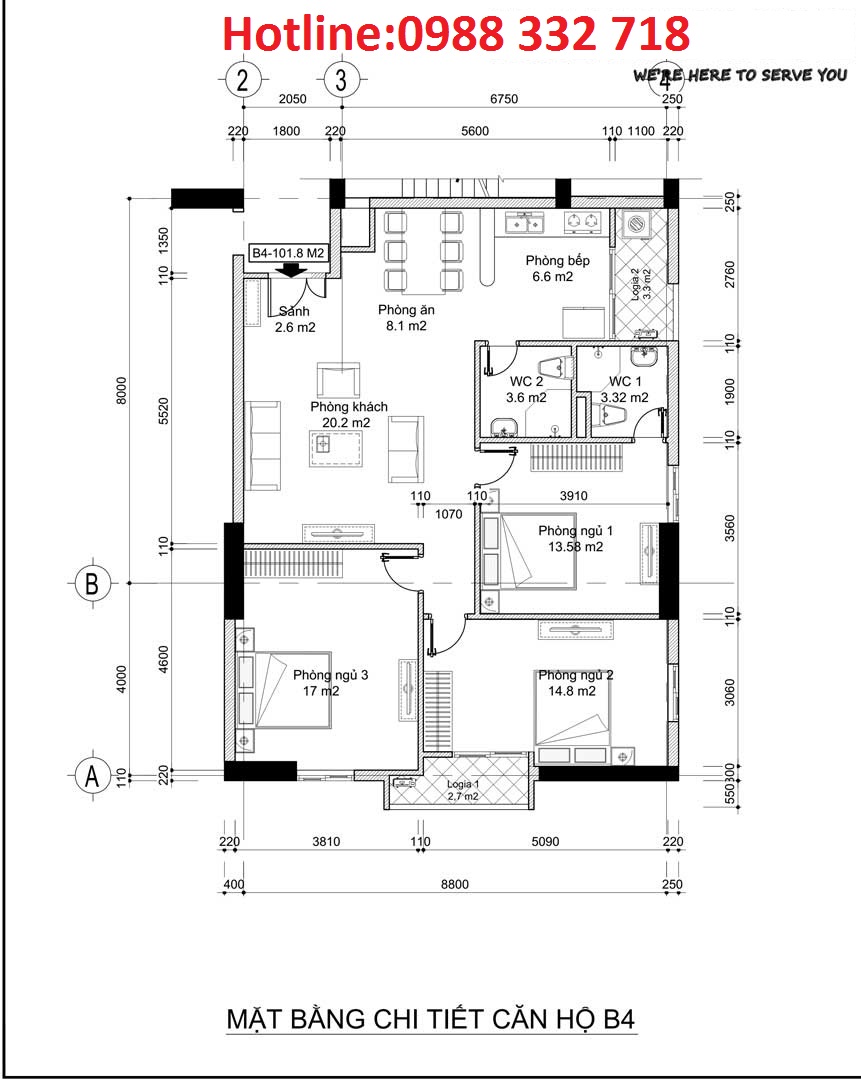 Hotline:0988 332 718
WE'RE HERE TO SERVE YOU
2
3
4
2050
6750
250
220
1800
220
5600
110
1100
220
250
1350
110
B4-101.8 M2
Phòng bếp
6.6 m2
Logia 2
3.3 m2
2760
Sảnh
2.6 m2
Phòng ăn
8.1 m2
110
8000
5520
WC 2
3.6 m2
WC 1
3.32 m2
1900
Phòng khách
20.2 m2
110
110
110
3910
1070
Phòng ngủ 1
13.58 m2
3560
110
B
110
4600
4000
Phòng ngủ 3
17 m2
Phòng ngủ 2
14.8 m2
3060
A
110
220
Logia 1
2.7 m2
300
550
220
3810
110
5090
220
400
8800
250
MẶT BẰNG CHI TIẾT CĂN HỘ B4